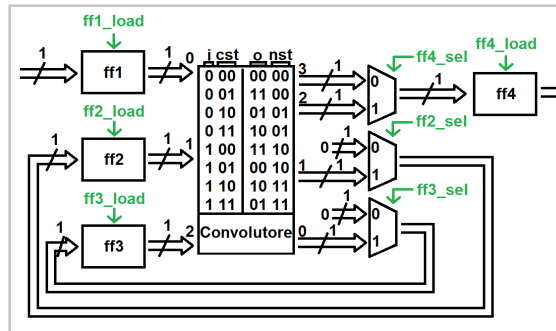 ff1_load
1
ff1
1
0
i cst o nst
0 00 00 00
0 01 11 00
0 10 01 01
0 11 10 01
1 00 11 10
1 01 00 10
1 10 10 11
1 11 01 11
Convolutore
3
1
2
1
0
1
ff4_sel
1
ff4_load
ff4
ff2_load
1
ff2
1
1
0
1
1
1
0
1
ff2_sel
ff3_load
1
ff3
1
2
0
1
0
1
0
1
ff3_sel